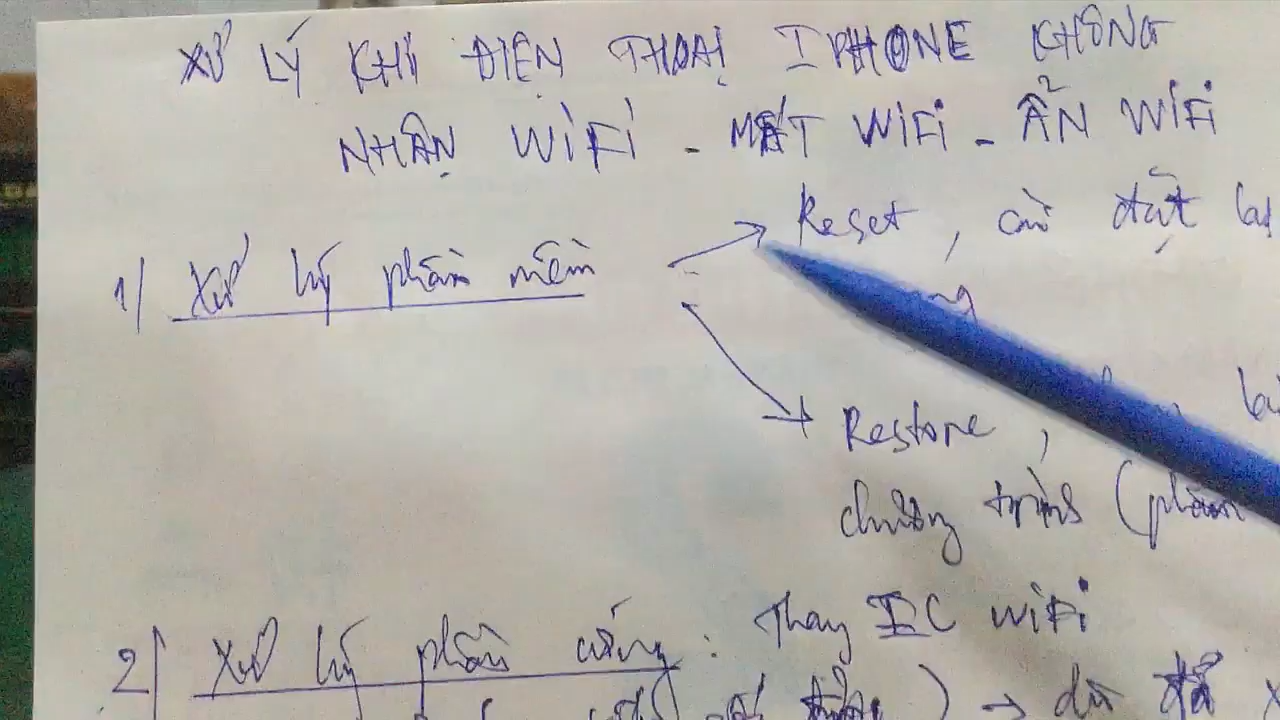 XỬ LÝ KHI ĐIỆN THOẠI IPHONE KHÔNG
NHẬN WIFI - MẤT WIFI - ẨN WIFI
1/ Xử lý phần mềm → Reset, cài đặt lại
→ Restore, lại
chương trình (phần
2/ Xử lý phần cứng: Thay IC WIFI
→